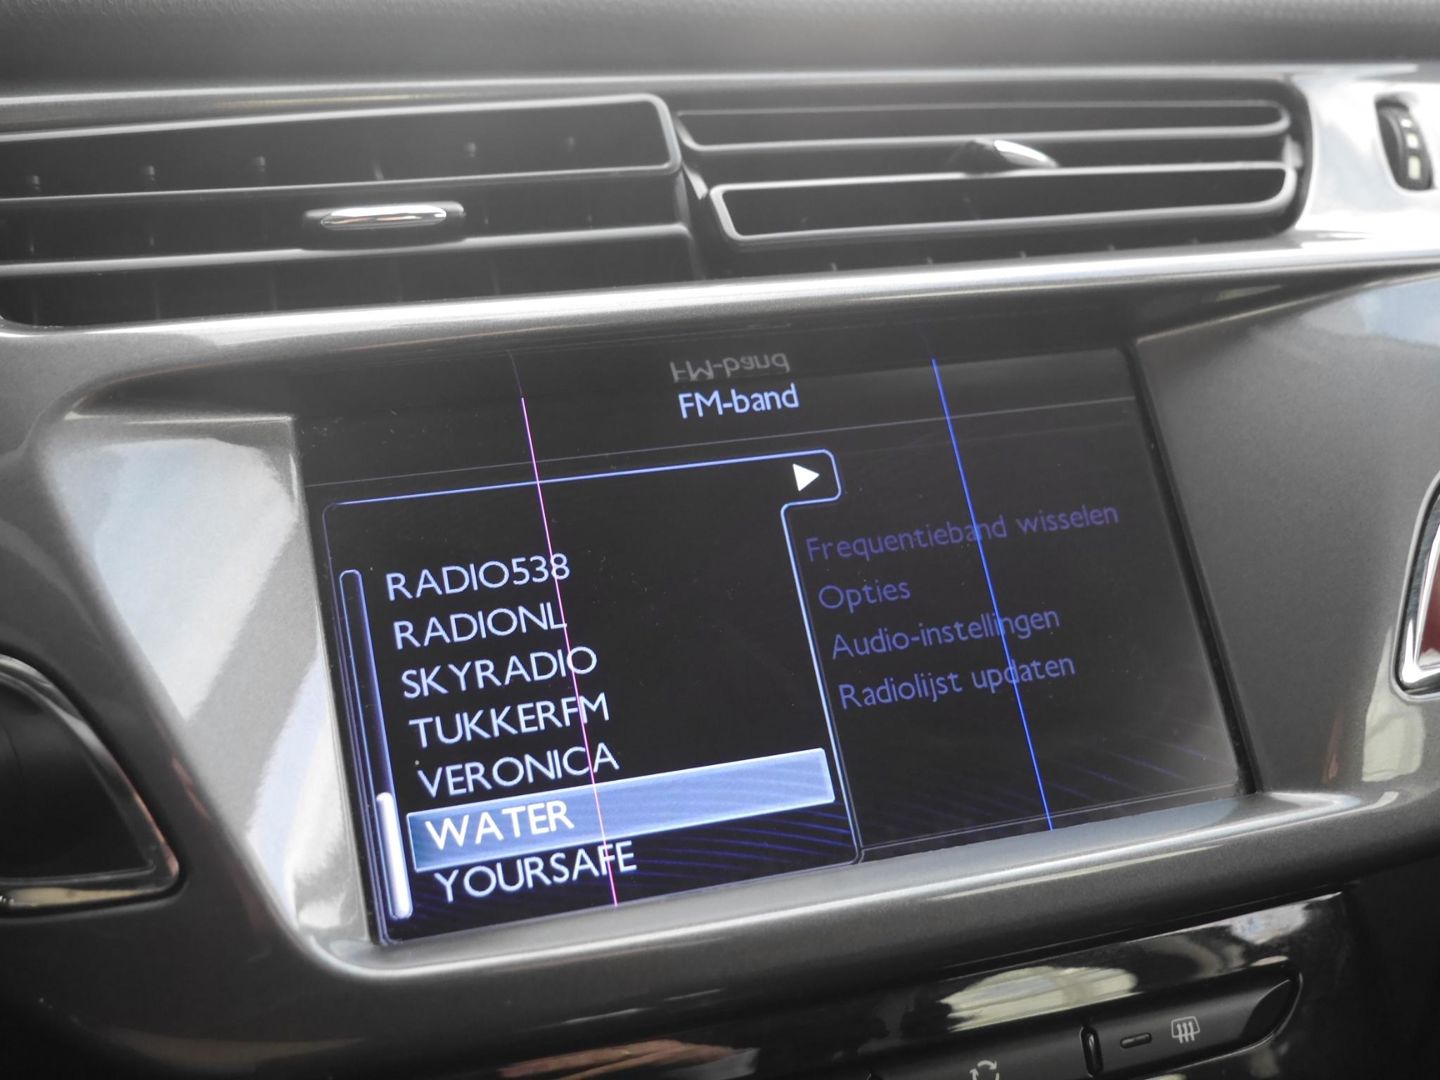 FM-band
FM-band
RADIO538
RADIONL
SKYRADIO
TUKKERFM
VERONICA
WATER
YOURSAFE
Frequentieband wisselen
Opties
Audio-instellingen
Radiolijst updaten